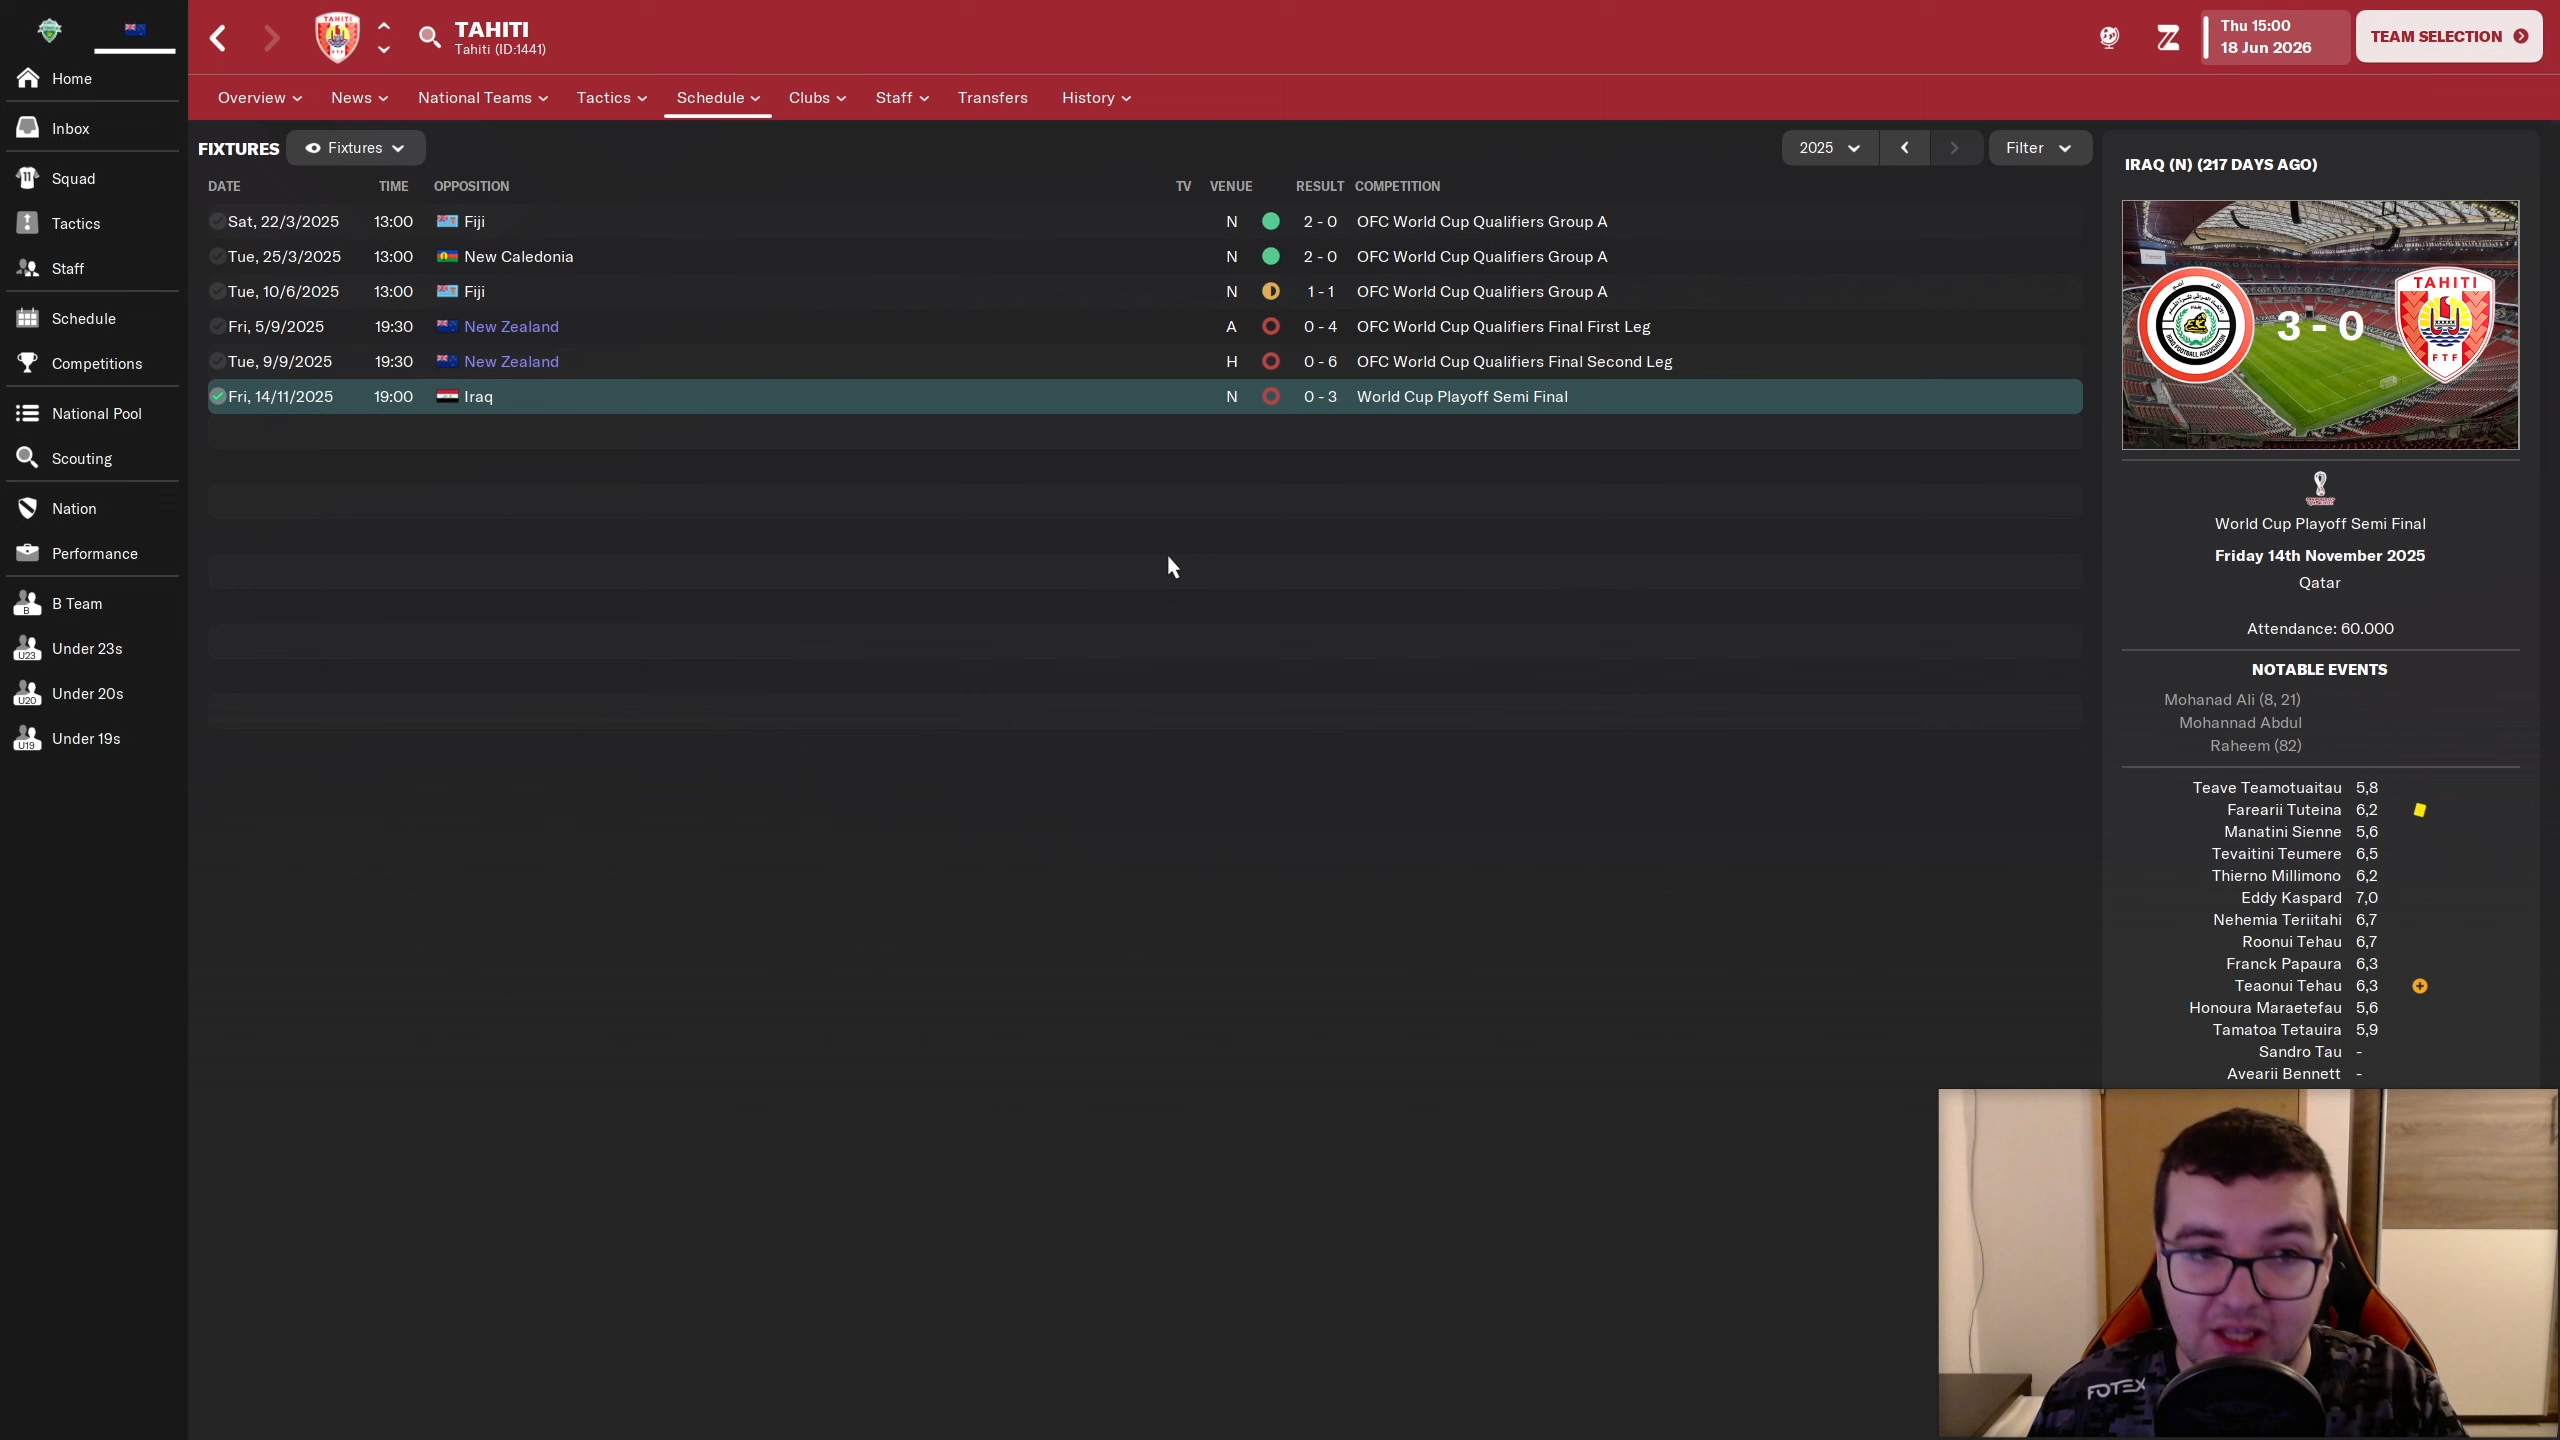 TAHITI
Tahiti (ID:1441)
Thu 15:00
18 Jun 2026
TEAM SELECTION
Home
Inbox
Squad
Tactics
Staff
Schedule
Competitions
National Pool
Scouting
Nation
Performance
B
B Team
U23
Under 23s
U20
Under 20s
U19
Under 19s
Overview
News
National Teams
Tactics
Schedule
Clubs
Staff
Transfers
History
FIXTURES
Fixtures
2025
Filter
DATE TIME OPPOSITION TV VENUE RESULT COMPETITION
Sat, 22/3/2025 13:00 Fiji N 2 - 0 OFC World Cup Qualifiers Group A
Tue, 25/3/2025 13:00 New Caledonia N 2 - 0 OFC World Cup Qualifiers Group A
Tue, 10/6/2025 13:00 Fiji N 1 - 1 OFC World Cup Qualifiers Group A
Fri, 5/9/2025 19:30 New Zealand A 0 - 4 OFC World Cup Qualifiers Final First Leg
Tue, 9/9/2025 19:30 New Zealand H 0 - 6 OFC World Cup Qualifiers Final Second Leg
Fri, 14/11/2025 19:00 Iraq N 0 - 3 World Cup Playoff Semi Final
IRAQ (N) (217 DAYS AGO)
3 - 0
TAHITI
FTF
World Cup Playoff Semi Final
Friday 14th November 2025
Qatar
Attendance: 60.000
NOTABLE EVENTS
Mohanad Ali (8, 21)
Mohannad Abdul
Raheem (82)
Teave Teamotuaitau 5,8
Farearii Tuteina 6,2
Manatini Sienne 5,6
Tevaitini Teumere 6,5
Thierno Millimono 6,2
Eddy Kaspard 7,0
Nehemia Teriitahi 6,7
Roonui Tehau 6,7
Franck Papaura 6,3
Teaonui Tehau 6,3
Honoura Maraetefau 5,6
Tamatoa Tetauira 5,9
Sandro Tau -
Avearii Bennett -
FOTEX